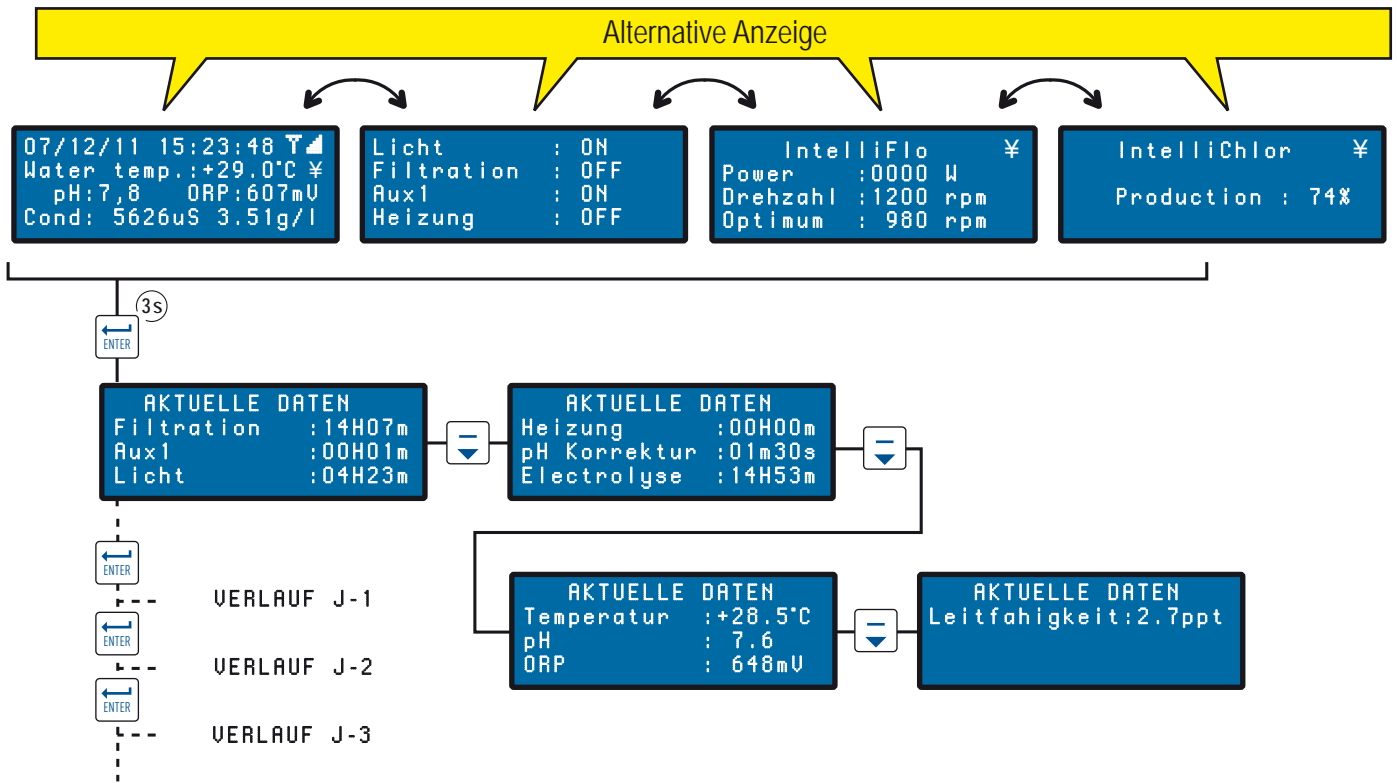 Alternative Anzeige
07/12/11 15:23:48
Water temp.:+29.0°C ¥
pH:7,8 ORP:607mV
Cond: 5626uS 3.51g/l
Licht : ON
Filtration : OFF
Aux1 : ON
Heizung : OFF
IntelliFlo ¥
Power :0000 W
Drehzahl :1200 rpm
Optimum : 980 rpm
IntelliChlor ¥
Production : 74%
3s
ENTER
AKTUELLE DATEN
Filtration :14H07m
Aux1 :00H01m
Licht :04H23m
AKTUELLE DATEN
Heizung :00H00m
pH Korrektur :01m30s
Electrolyse :14H53m
ENTER
VERLAUF J-1
ENTER
VERLAUF J-2
ENTER
VERLAUF J-3
AKTUELLE DATEN
Temperatur :+28.5°C
pH : 7.6
ORP : 648mV
AKTUELLE DATEN
Leitfahigkeit:2.7ppt